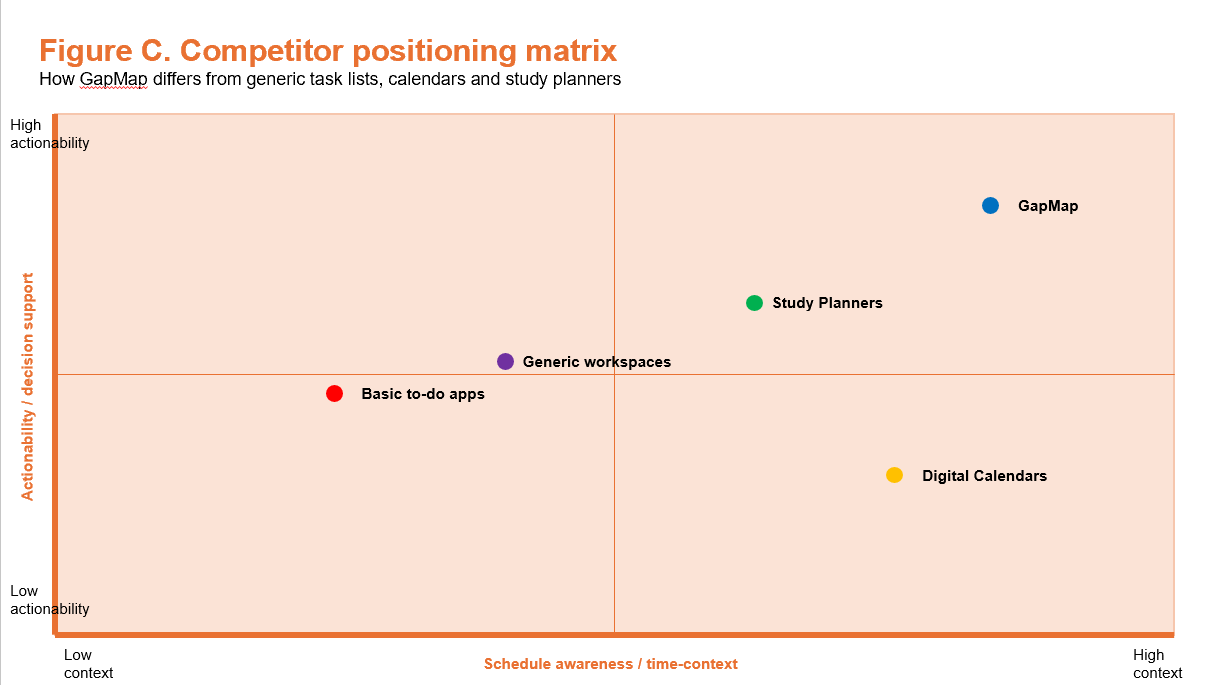 Figure C. Competitor positioning matrix
How GapMap differs from generic task lists, calendars and study planners
High
actionability
GapMap
Study Planners
Generic workspaces
Basic to-do apps
Actionability / decision support
Digital Calendars
Low
actionability
Low
context
Schedule awareness / time-context
High
context